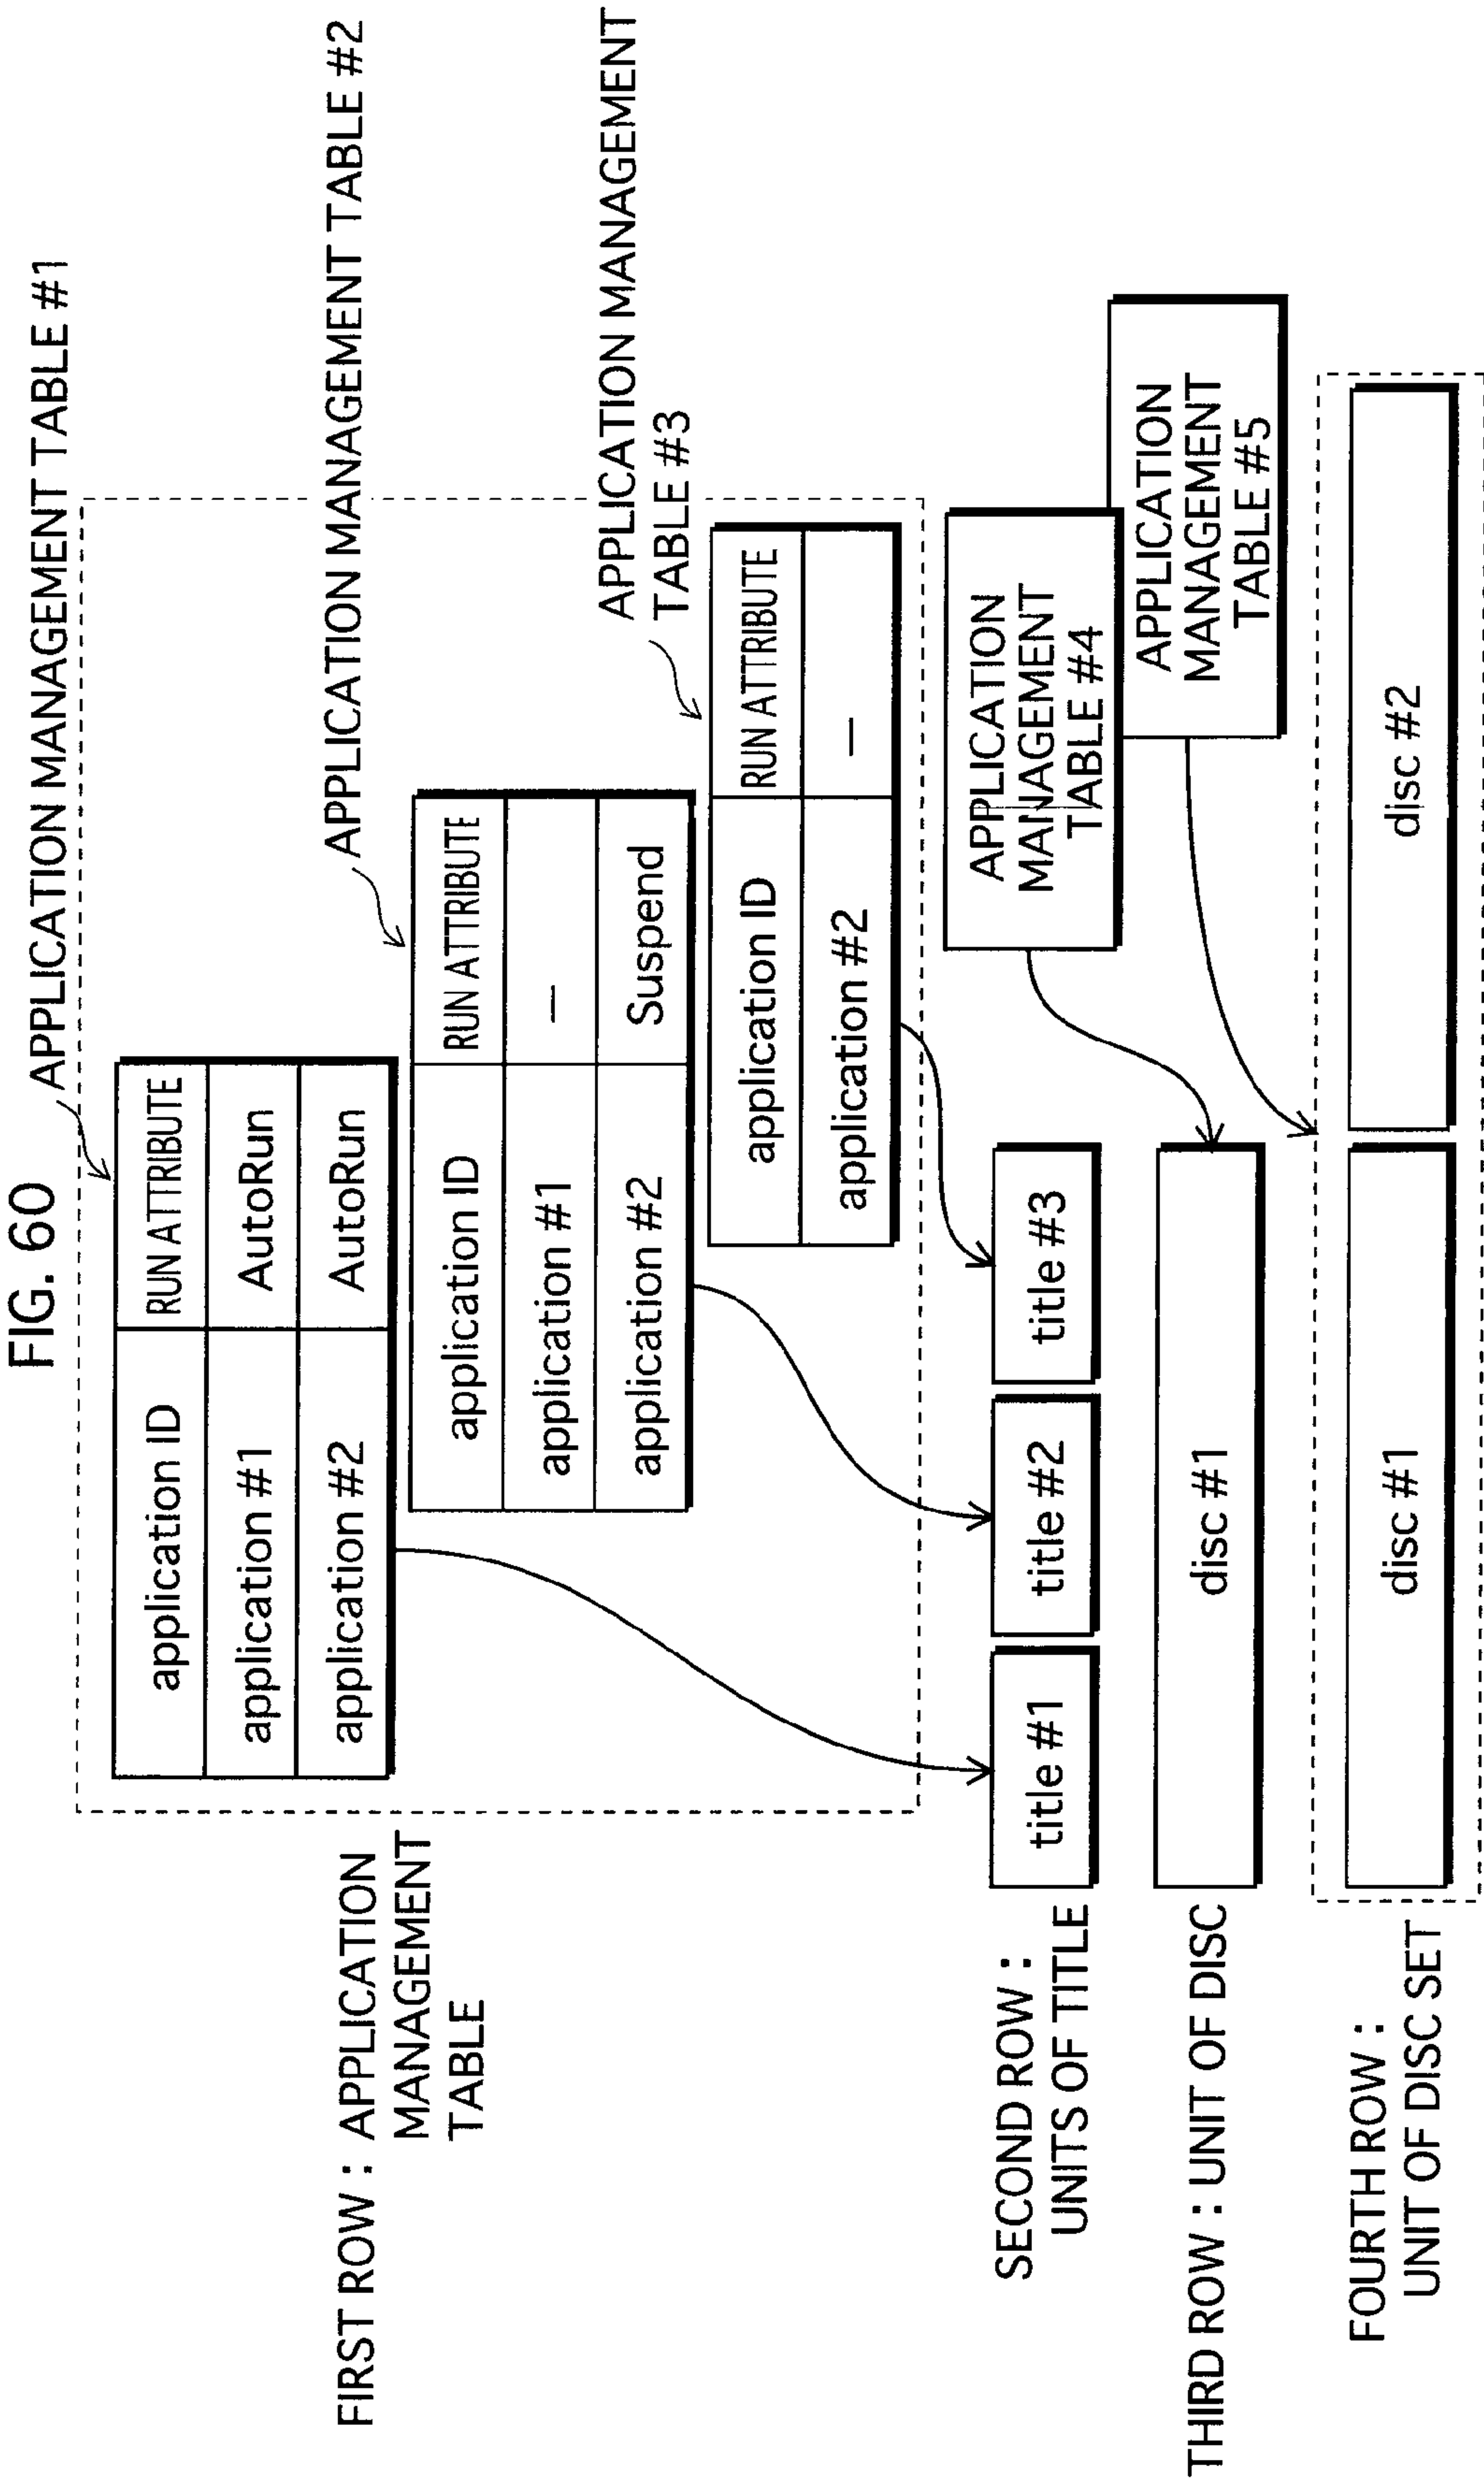 FIG. 60
APPLICATION MANAGEMENT TABLE #1
FIRST ROW : APPLICATION
MANAGEMENT
TABLE
application ID RUN ATTRIBUTE
application #1 AutoRun
application #2 AutoRun
APPLICATION MANAGEMENT TABLE #2
application ID RUN ATTRIBUTE
application #1 —
application #2 Suspend
APPLICATION MANAGEMENT
TABLE #3
application ID RUN ATTRIBUTE
application #2 —
APPLICATION
MANAGEMENT
TABLE #4
APPLICATION
MANAGEMENT
TABLE #5
SECOND ROW :
UNITS OF TITLE
title #1 title #2 title #3
THIRD ROW : UNIT OF DISC
disc #1
FOURTH ROW :
UNIT OF DISC SET
disc #1 disc #2